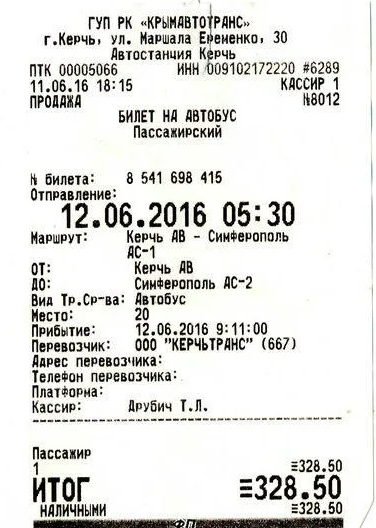 ГУП РК «КРЫМАВТОТРАНС»
г.Керчь, ул. Маршала Еременко, 30
Автостанция Керчь
ПТК 00005066 ИНН 009102172220 #6289
11.06.16 18:15 КАССИР 1
ПРОДАЖА №8012
БИЛЕТ НА АВТОБУС
Пассажирский
№ билета: 8 541 698 415
Отправление:
12.06.2016 05:30
Маршрут: Керчь АВ - Симферополь
АС-1
ОТ: Керчь АВ
ДО: Симферополь АС-2
Вид Тр.Ср-ва: Автобус
Место: 20
Прибытие: 12.06.2016 9:11:00
Перевозчик: ООО "КЕРЧЬТРАНС" (667)
Адрес перевозчика:
Телефон перевозчика:
Платформа:
Кассир: Друбич Т.Л.
Пассажир
1 ≡328.50
ИТОГ ≡328.50
НАЛИЧНЫМИ ≡328.50
ФП